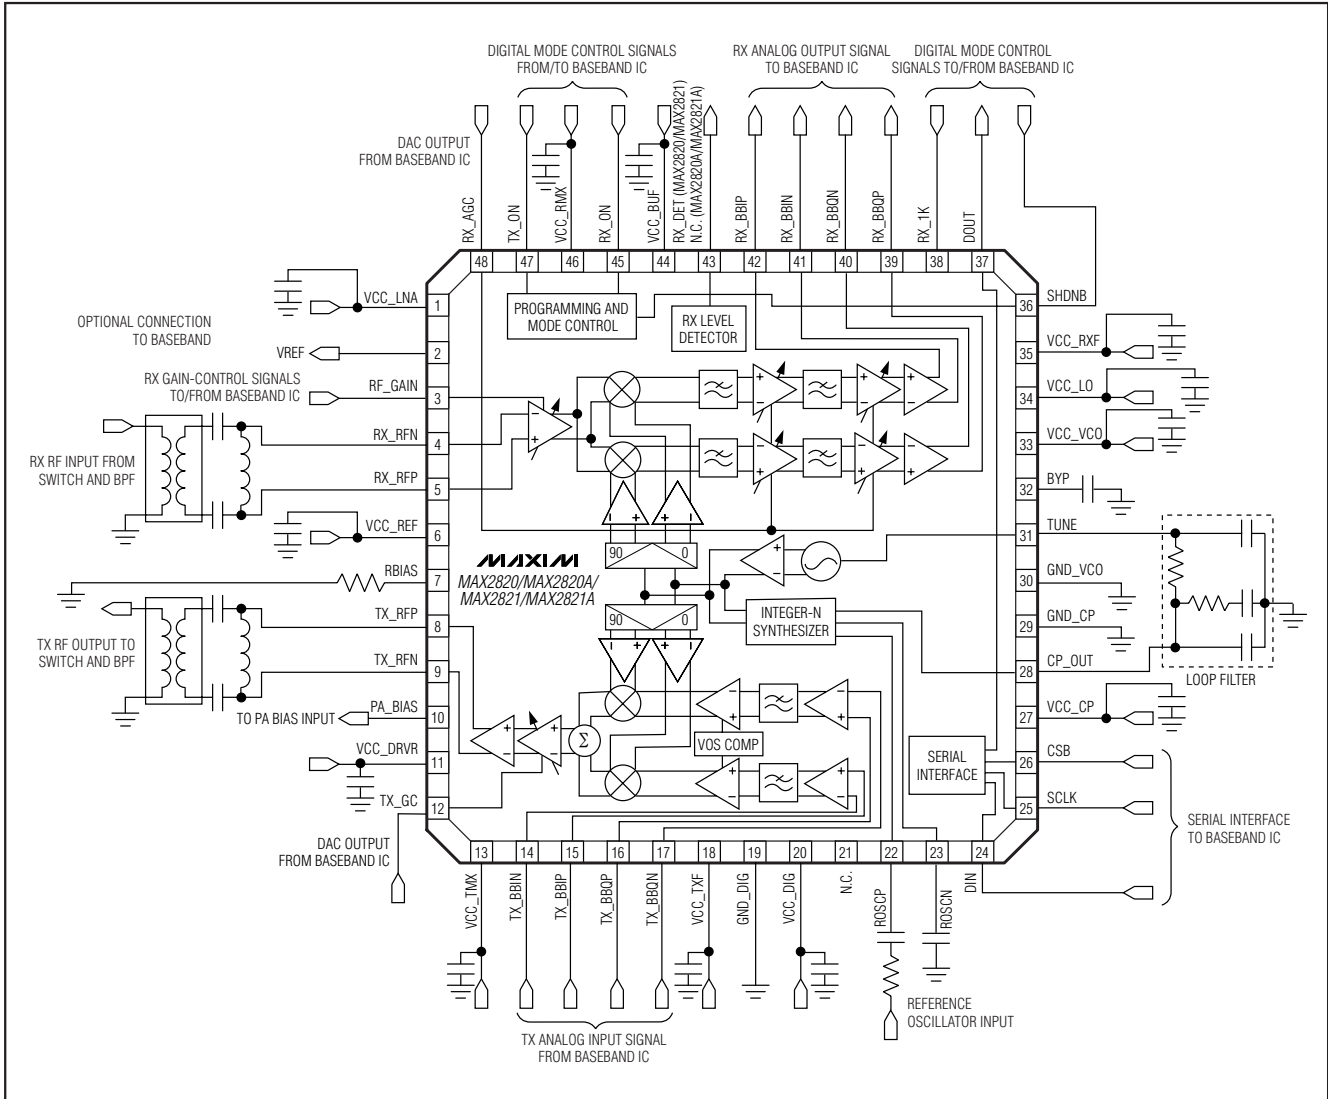 DIGITAL MODE CONTROL SIGNALS
FROM/TO BASEBAND IC
RX ANALOG OUTPUT SIGNAL
TO BASEBAND IC
DIGITAL MODE CONTROL
SIGNALS TO/FROM BASEBAND IC
DAC OUTPUT
FROM BASEBAND IC
RX_AGC
TX_ON
VCC_RMX
RX_ON
VCC_BUF
RX_DET (MAX2820/MAX2821)
N.C. (MAX2820A/MAX2821A)
RX_BBIP
RX_BBIN
RX_BBQN
RX_BBQP
RX_1K
DOUT
48
47
46
45
44
43
42
41
40
39
38
37
OPTIONAL CONNECTION
TO BASEBAND
RX GAIN-CONTROL SIGNALS
TO/FROM BASEBAND IC
RX RF INPUT FROM
SWITCH AND BPF
TX RF OUTPUT TO
SWITCH AND BPF
TO PA BIAS INPUT
DAC OUTPUT
FROM BASEBAND IC
VCC_LNA
1
VREF
2
RF_GAIN
3
RX_RFN
4
RX_RFP
5
VCC_REF
6
RBIAS
7
TX_RFP
8
TX_RFN
9
PA_BIAS
10
VCC_DRVR
11
TX_GC
12
PROGRAMMING AND
MODE CONTROL
RX LEVEL
DETECTOR
+
−
+
−
+
−
−
+
−
+
−
+
−
+
−
+
− +
− +
90 0
MAXIM
MAX2820/MAX2820A/
MAX2821/MAX2821A
+
−
90 0
− +
− +
INTEGER-N
SYNTHESIZER
Σ
+
−
+
−
−
+
−
+
VOS COMP
+
−
+
−
SERIAL
INTERFACE
36
SHDNB
35
VCC_RXF
34
VCC_LO
33
VCC_VCO
32
BYP
31
TUNE
30
GND_VCO
29
GND_CP
28
CP_OUT
27
VCC_CP
26
CSB
25
SCLK
LOOP FILTER
SERIAL INTERFACE
TO BASEBAND IC
13
14
15
16
17
18
19
20
21
22
23
24
VCC_TMX
TX_BBIN
TX_BBIP
TX_BBQP
TX_BBQN
VCC_TXF
GND_DIG
VCC_DIG
N.C.
ROSCP
ROSCN
DIN
TX ANALOG INPUT SIGNAL
FROM BASEBAND IC
REFERENCE
OSCILLATOR INPUT